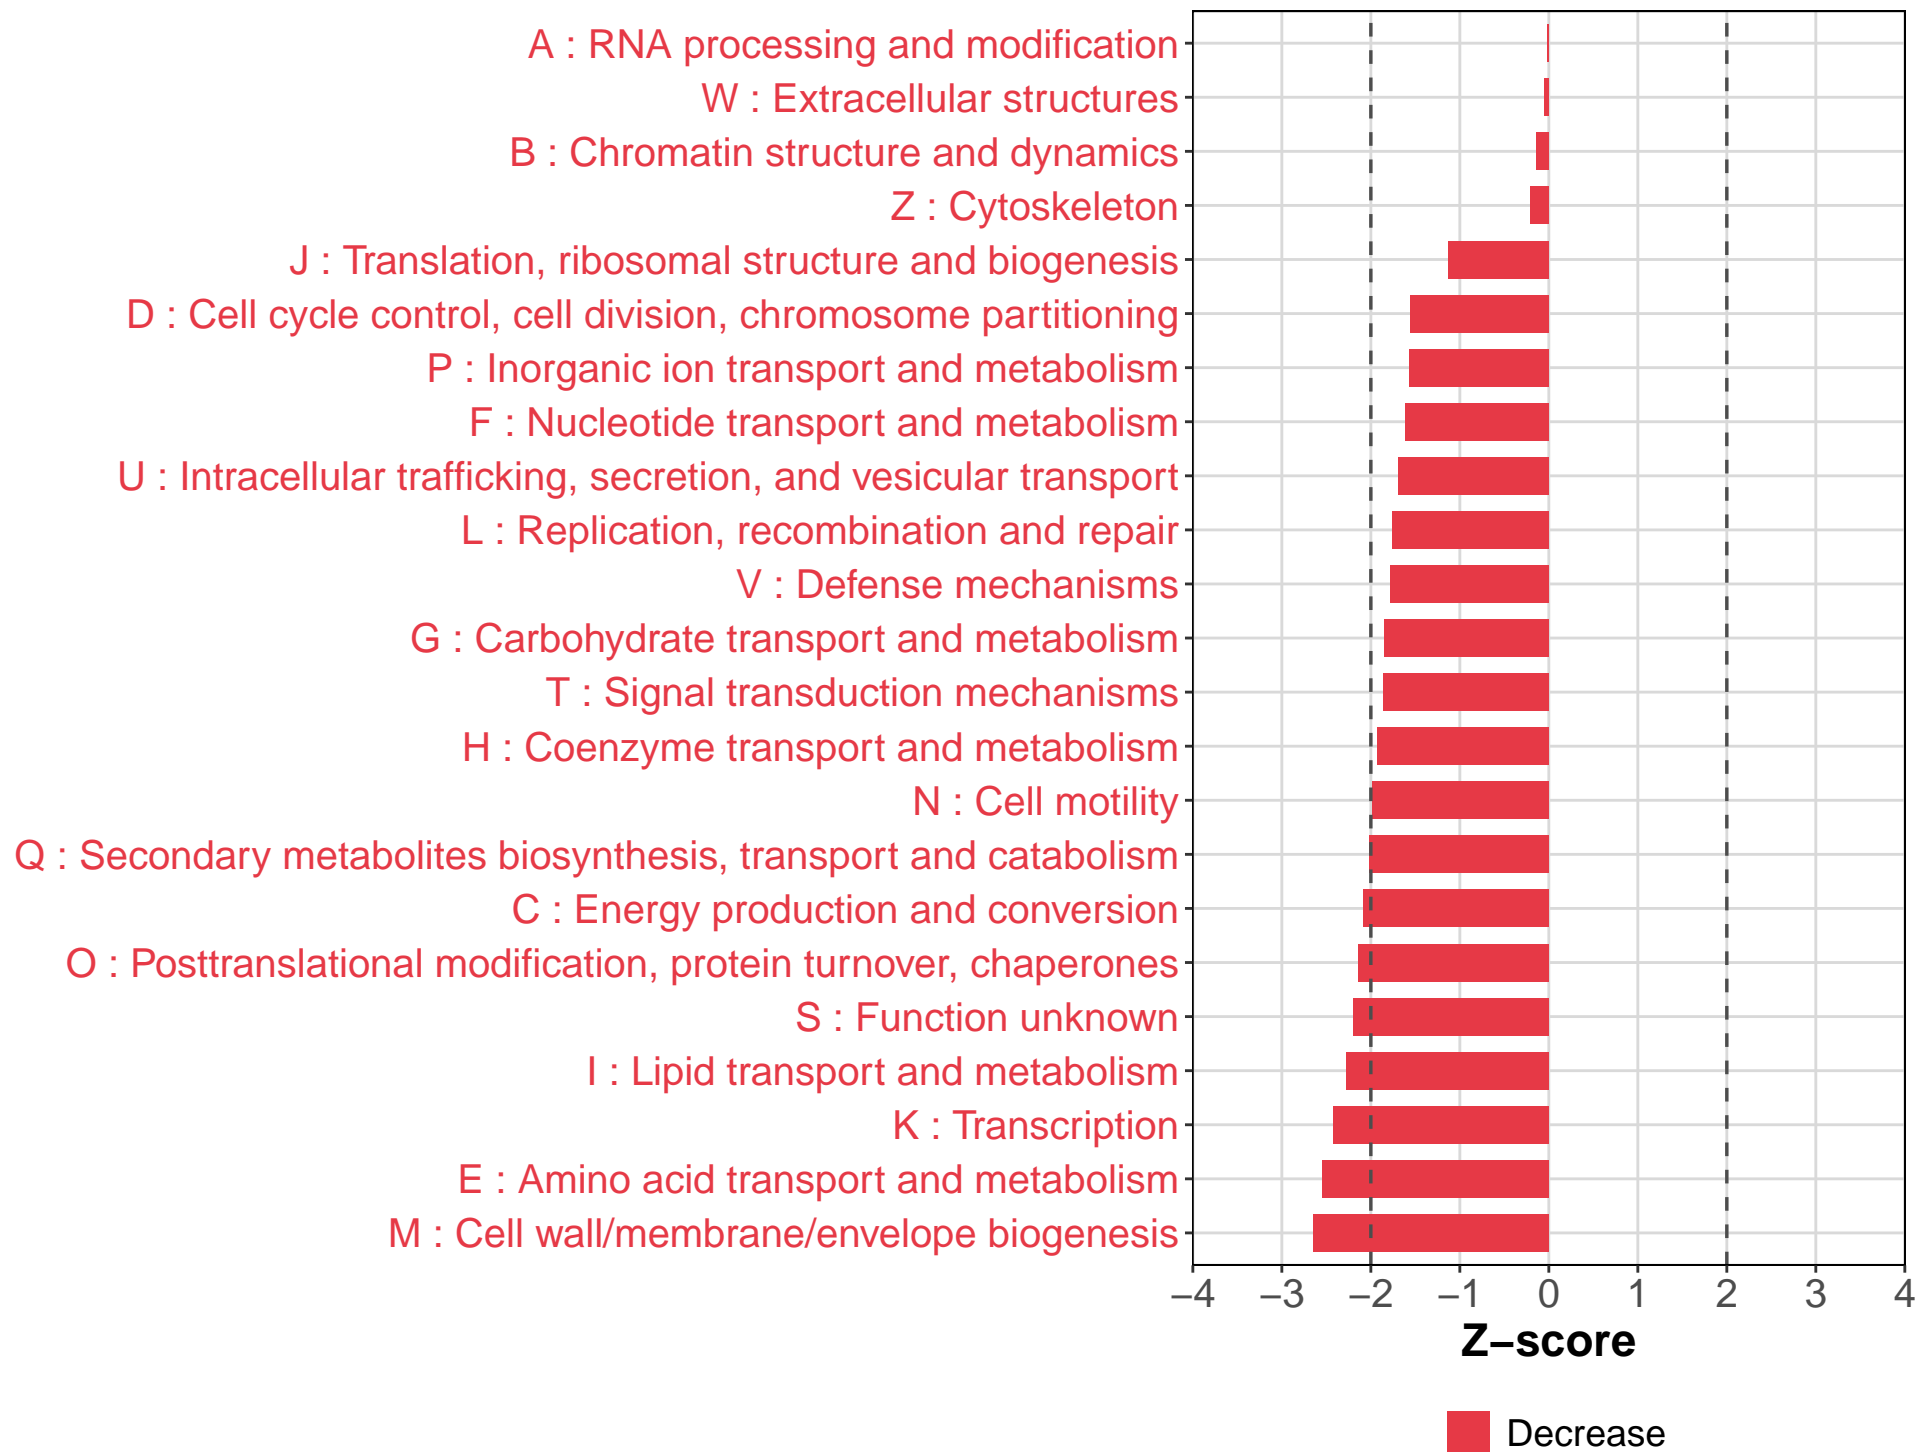 A : RNA processing and modification
W : Extracellular structures
B : Chromatin structure and dynamics
Z : Cytoskeleton
J : Translation, ribosomal structure and biogenesis
D : Cell cycle control, cell division, chromosome partitioning
P : Inorganic ion transport and metabolism
F : Nucleotide transport and metabolism
U : Intracellular trafficking, secretion, and vesicular transport
L : Replication, recombination and repair
V : Defense mechanisms
G : Carbohydrate transport and metabolism
T : Signal transduction mechanisms
H : Coenzyme transport and metabolism
N : Cell motility
Q : Secondary metabolites biosynthesis, transport and catabolism
C : Energy production and conversion
O : Posttranslational modification, protein turnover, chaperones
S : Function unknown
I : Lipid transport and metabolism
K : Transcription
E : Amino acid transport and metabolism
M : Cell wall/membrane/envelope biogenesis
−4 −3 −2 −1 0 1 2 3 4
Z−score
Decrease